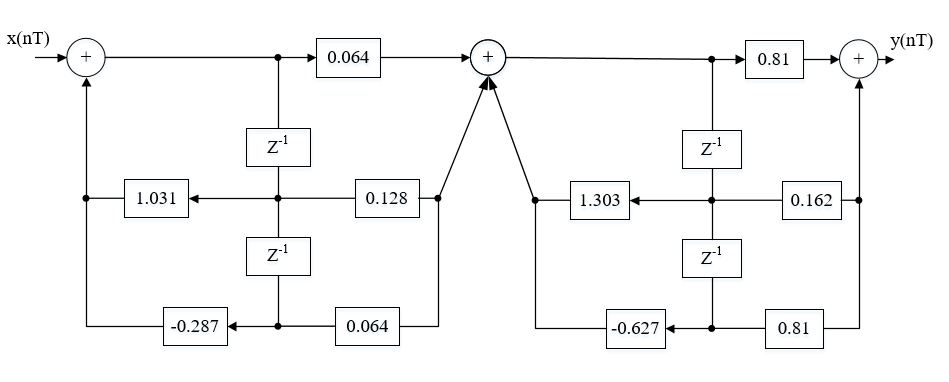 x(nT)
+
0.064
+
0.81
+
y(nT)
Z-1
Z-1
1.031
0.128
1.303
0.162
Z-1
Z-1
-0.287
0.064
-0.627
0.81